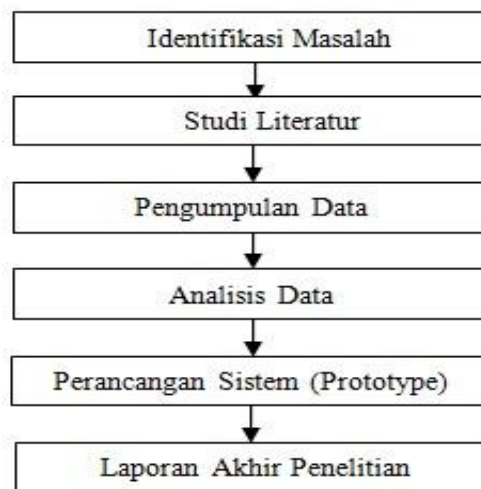 Identifikasi Masalah
Studi Literatur
Pengumpulan Data
Analisis Data
Perancangan Sistem (Prototype)
Laporan Akhir Penelitian